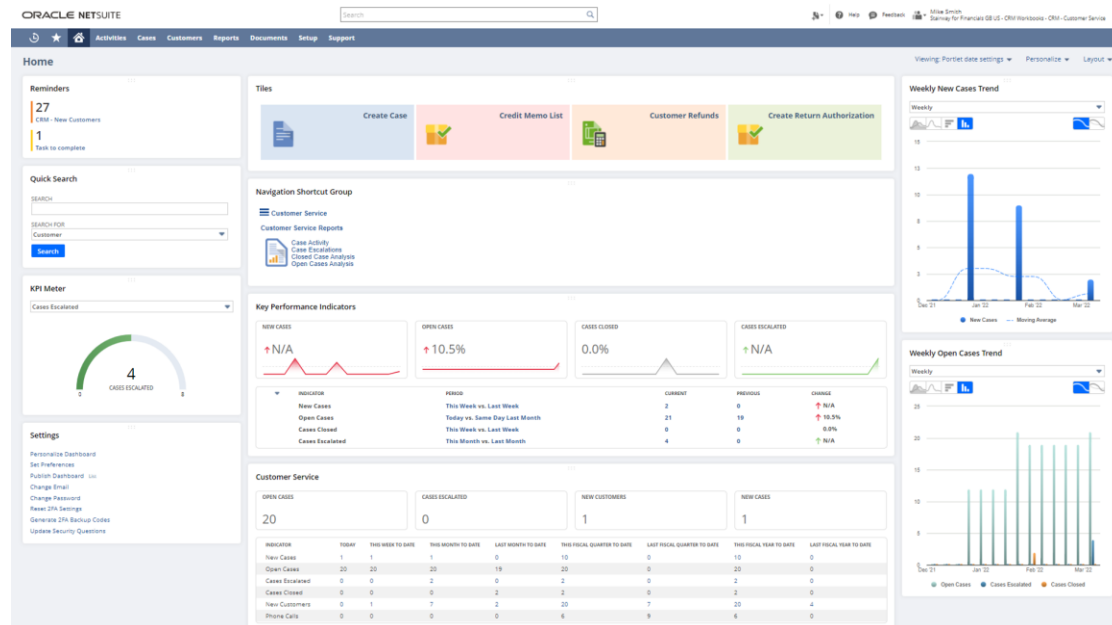 ORACLE NETSUITE
Search
Help
Feedback
Mike Smith
Stairway for Financials GB US - CRM Workbooks - CRM - Customer Service
Activities Cases Customers Reports Documents Setup Support
Home
Viewing: Portlet date settings Personalize Layout
Reminders
27
CRM - New Customers
1
Task to complete
Quick Search
SEARCH
SEARCH FOR
Customer
Search
KPI Meter
Cases Escalated
4
CASES ESCALATED
0 8
Settings
Personalize Dashboard
Set Preferences
Publish Dashboard
Change Email
Change Password
Reset 2FA Settings
Generate 2FA Backup Codes
Update Security Questions
Tiles
Create Case
Credit Memo List
Customer Refunds
Create Return Authorization
Navigation Shortcut Group
Customer Service
Customer Service Reports
Case Activity
Case Escalations
Closed Case Analysis
Open Cases Analysis
Key Performance Indicators
NEW CASES OPEN CASES CASES CLOSED CASES ESCALATED
N/A 10.5% 0.0% N/A
INDICATOR PERIOD CURRENT PREVIOUS CHANGE
New Cases This Week vs. Last Week 2 0 N/A
Open Cases Today vs. Same Day Last Month 21 19 10.5%
Cases Closed This Week vs. Last Week 0 0 0.0%
Cases Escalated This Month vs. Last Month 4 0 N/A
Customer Service
OPEN CASES CASES ESCALATED NEW CUSTOMERS NEW CASES
20 0 1 1
INDICATOR TODAY THIS WEEK TO DATE THIS MONTH TO DATE LAST MONTH TO DATE THIS FISCAL QUARTER TO DATE LAST FISCAL QUARTER TO DATE THIS FISCAL YEAR TO DATE LAST FISCAL YEAR TO DATE
New Cases 1 1 1 0 10 0 10 0
Open Cases 20 20 20 19 20 0 20 0
Cases Escalated 0 0 2 0 2 0 2 0
Cases Closed 0 0 0 2 2 0 2 0
New Customers 0 1 7 2 20 7 20 4
Phone Calls 0 0 0 0 6 9 6 0
Weekly New Cases Trend
Weekly
Dec '21 Jan '22 Feb '22 Mar '22
New Cases Moving Average
Weekly Open Cases Trend
Weekly
25
20
15
10
Dec '21 Jan '22 Feb '22 Mar '22
Open Cases Cases Escalated Cases Closed